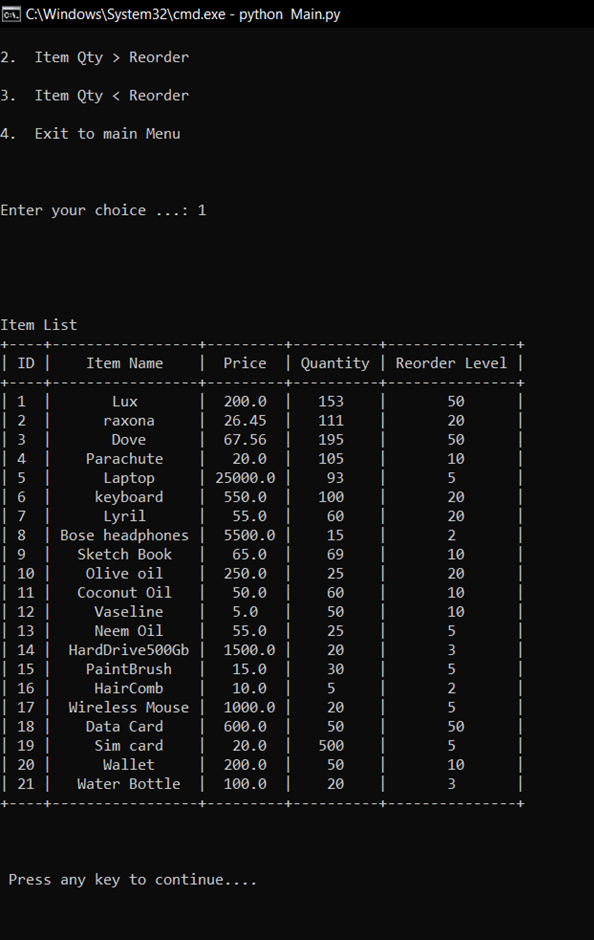 C:\Windows\System32\cmd.exe - python  Main.py
2.  Item Qty > Reorder
3.  Item Qty < Reorder
4.  Exit to main Menu
Enter your choice ...: 1
Item List
+----+-----------------+---------+----------+---------------+
| ID |    Item Name    |  Price  | Quantity | Reorder Level |
+----+-----------------+---------+----------+---------------+
| 1  |       Lux       |  200.0  |   153    |       50      |
| 2  |      raxona     |  26.45  |   111    |       20      |
| 3  |       Dove      |  67.56  |   195    |       50      |
| 4  |    Parachute    |   20.0  |   105    |       10      |
| 5  |      Laptop     | 25000.0 |    93    |       5       |
| 6  |     keyboard    |  550.0  |   100    |       20      |
| 7  |      Lyril      |   55.0  |    60    |       20      |
| 8  | Bose headphones |  5500.0 |    15    |       2       |
| 9  |   Sketch Book   |   65.0  |    69    |       10      |
| 10 |    Olive oil    |  250.0  |    25    |       20      |
| 11 |   Coconut Oil   |   50.0  |    60    |       10      |
| 12 |     Vaseline    |   5.0   |    50    |       10      |
| 13 |     Neem Oil    |   55.0  |    25    |       5       |
| 14 |  HardDrive500Gb |  1500.0 |    20    |       3       |
| 15 |    PaintBrush   |   15.0  |    30    |       5       |
| 16 |     HairComb    |   10.0  |    5     |       2       |
| 17 |  Wireless Mouse |  1000.0 |    20    |       5       |
| 18 |    Data Card    |  600.0  |    50    |       50      |
| 19 |     Sim card    |   20.0  |   500    |       5       |
| 20 |      Wallet     |  200.0  |    50    |       10      |
| 21 |   Water Bottle  |  100.0  |    20    |       3       |
+----+-----------------+---------+----------+---------------+
Press any key to continue....